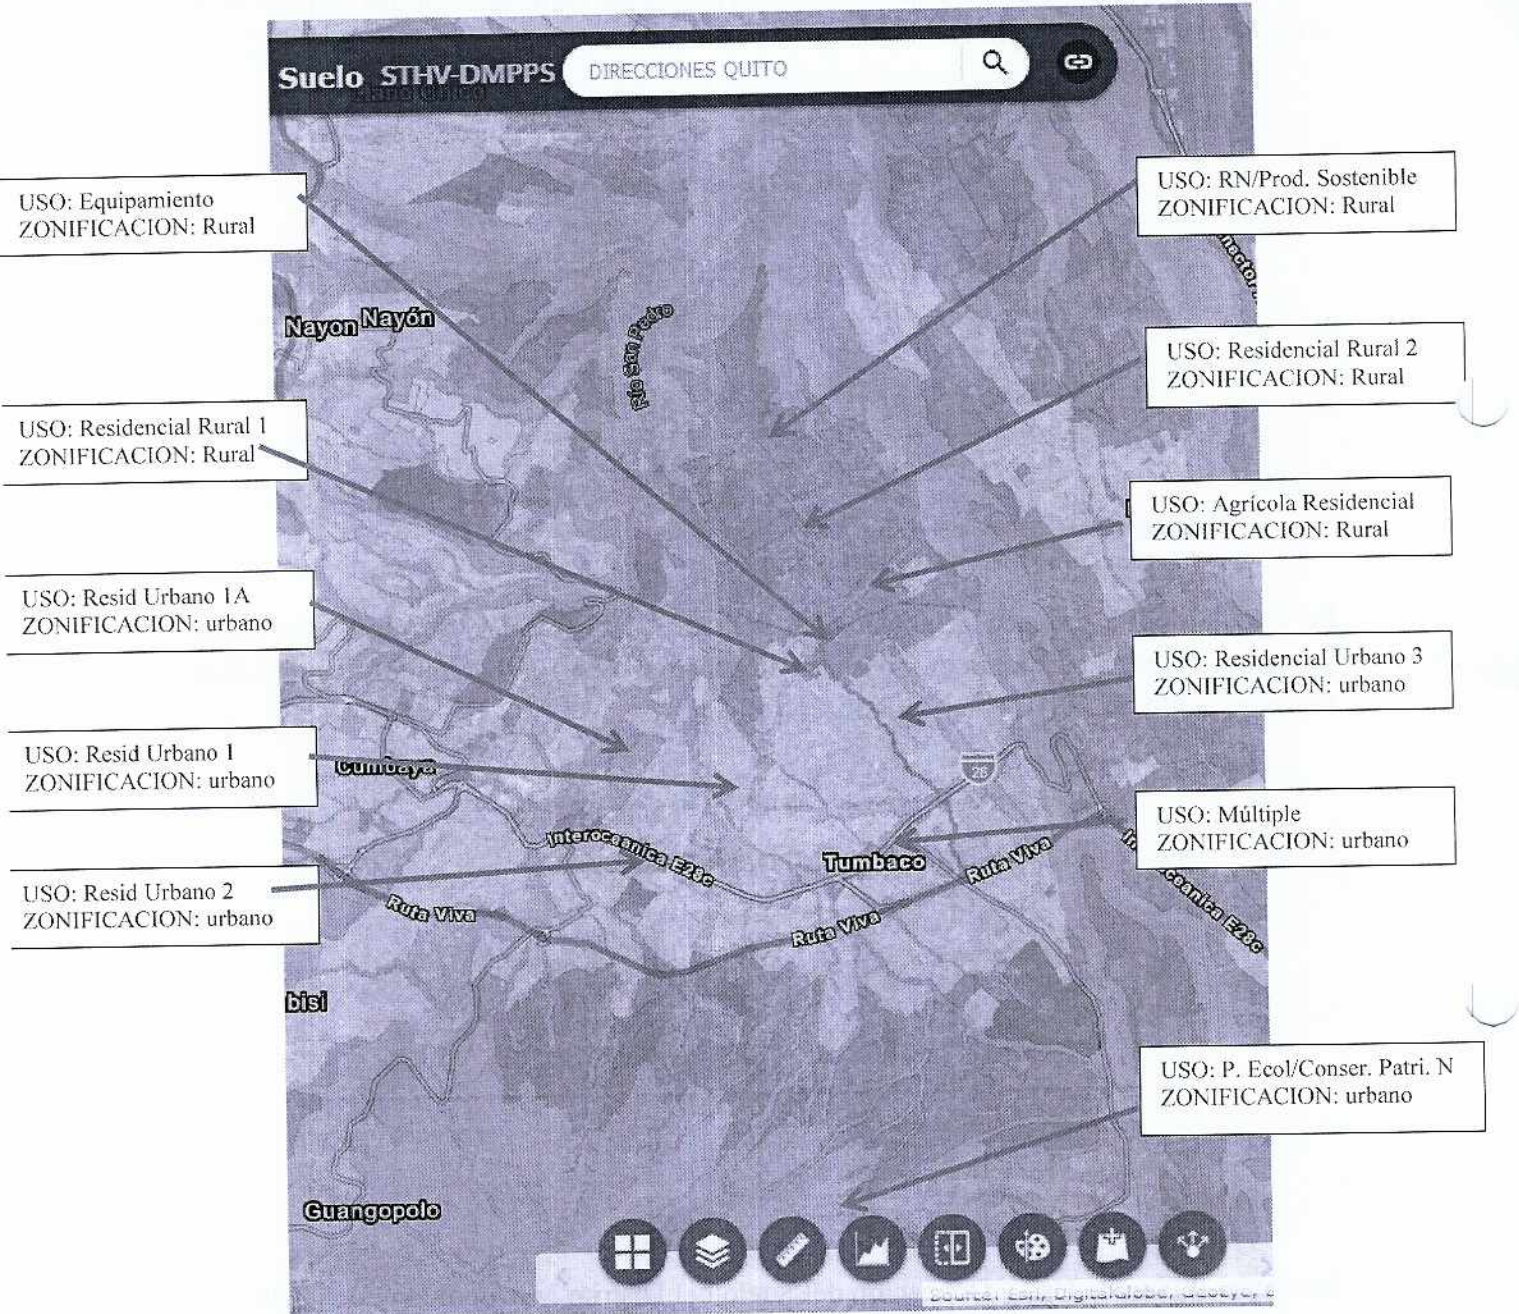 Suelo STHV-DMPPS
DIRECCIONES QUITO
USO: Equipamiento
ZONIFICACION: Rural
USO: RN/Prod. Sostenible
ZONIFICACION: Rural
Nayon Nayón
Río San Pedro
USO: Residencial Rural 2
ZONIFICACION: Rural
USO: Residencial Rural 1
ZONIFICACION: Rural
USO: Agrícola Residencial
ZONIFICACION: Rural
USO: Resid Urbano 1A
ZONIFICACION: urbano
USO: Residencial Urbano 3
ZONIFICACION: urbano
USO: Resid Urbano 1
ZONIFICACION: urbano
Cumbaya
28
USO: Múltiple
ZONIFICACION: urbano
Interoceanica E28c
Tumbaco
Ruta Viva
USO: Resid Urbano 2
ZONIFICACION: urbano
Ruta Viva
Ruta Viva
ceanica E28c
bisi
USO: P. Ecol/Conser. Patri. N
ZONIFICACION: urbano
Guangopolo